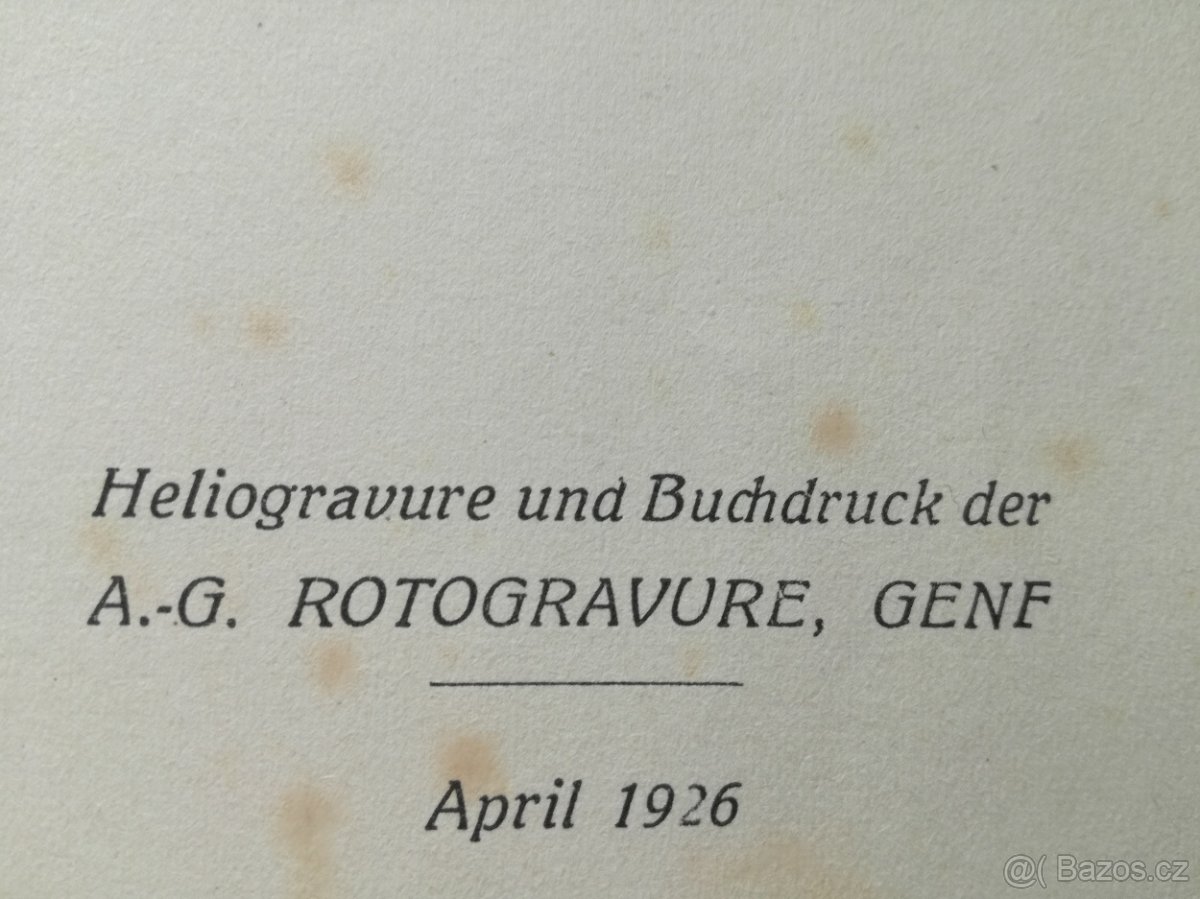 Heliogravure und Buchdruck der
A.-G. ROTOGRAVURE, GENF
April 1926
@( Bazos.cz